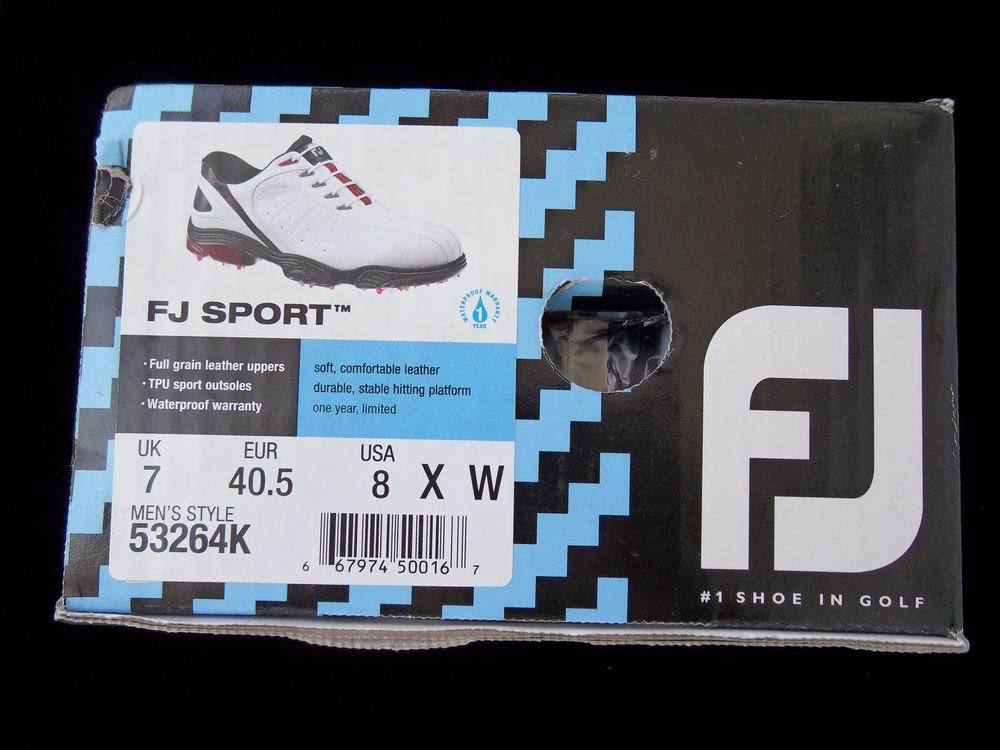 FJ SPORT™
WATERPROOF WARRANTY
1
YEAR
· Full grain leather uppers
· TPU sport outsoles
· Waterproof warranty
soft, comfortable leather
durable, stable hitting platform
one year, limited
UK EUR USA
7 40.5 8 X W
MEN'S STYLE
53264K
6 67974 50016 7
FJ
#1 SHOE IN GOLF